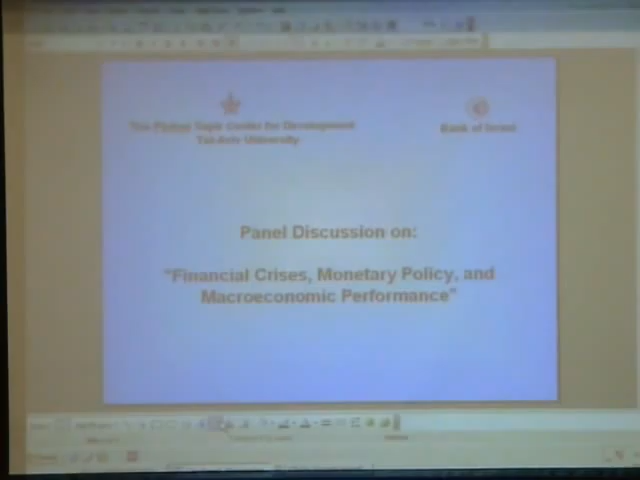 The Pinhas Sapir Center for Development
Tel-Aviv University
Bank of Israel
Panel Discussion on:
"Financial Crises, Monetary Policy, and
Macroeconomic Performance"